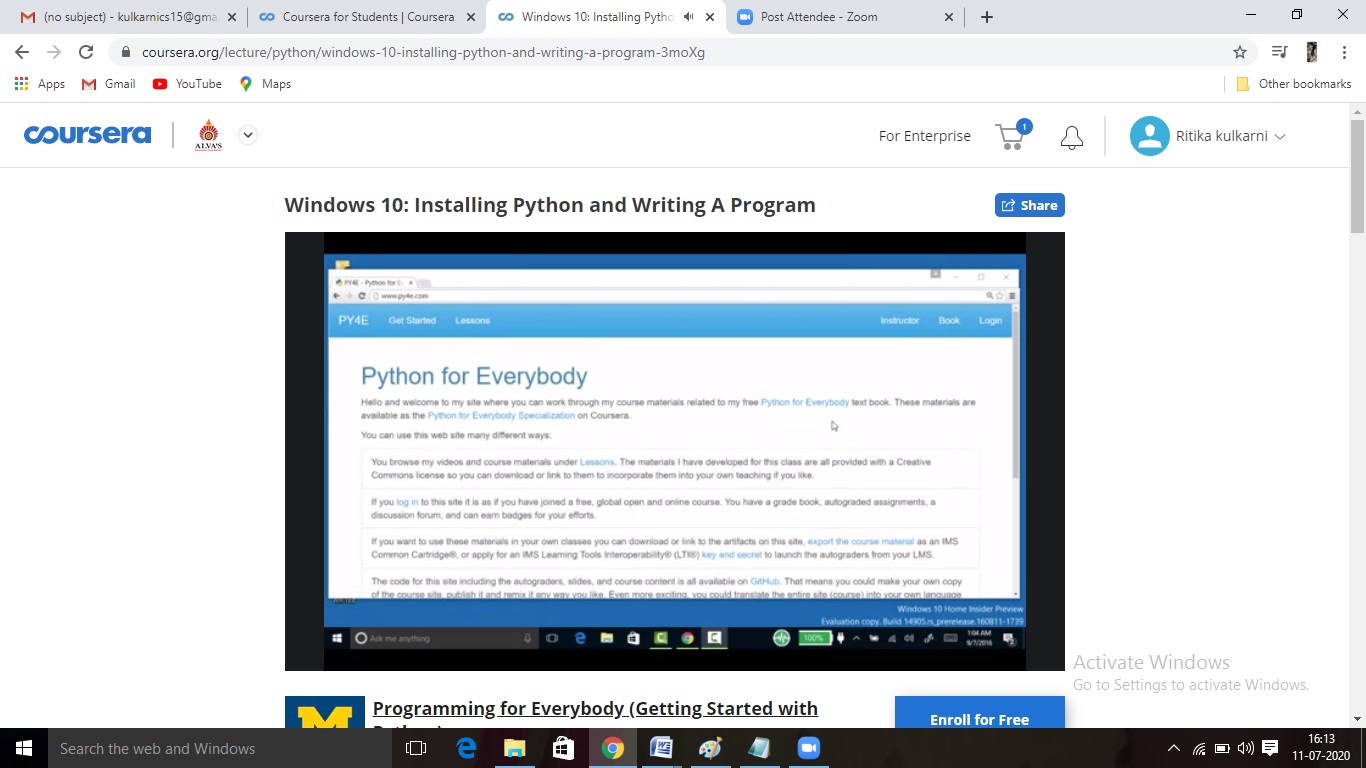 (no subject) - kulkarnics15@gma
Coursera for Students | Coursera
Windows 10: Installing Pytho
Post Attendee - Zoom
coursera.org/lecture/python/windows-10-installing-python-and-writing-a-program-3moXg
Apps Gmail YouTube Maps Other bookmarks
coursera ALVA'S For Enterprise 1 Ritika kulkarni
Windows 10: Installing Python and Writing A Program Share
PY4E - Python for E
www.py4e.com
PY4E Get Started Lessons Instructor Book Login
Python for Everybody
Hello and welcome to my site where you can work through my course materials related to my free Python for Everybody text book. These materials are
available as the Python for Everybody Specialization on Coursera.
You can use this web site many different ways:
You browse my videos and course materials under Lessons. The materials I have developed for this class are all provided with a Creative
Commons license so you can download or link to them to incorporate them into your own teaching if you like.
If you log in to this site it is as if you have joined a free, global open and online course. You have a grade book, autograded assignments, a
discussion forum, and can earn badges for your efforts.
If you want to use these materials in your own classes you can download or link to the artifacts on this site, export the course material as an IMS
Common Cartridge®, or apply for an IMS Learning Tools Interoperability® (LTI®) key and secret to launch the autograders from your LMS.
The code for this site including the autograders, slides, and course content is all available on GitHub. That means you could make your own copy
of the course site, publish it and remix it any way you like. Even more exciting, you could translate the entire site (course) into your own language
Windows 10 Home Insider Preview
Evaluation copy. Build 14905.rs_prerelease.160811-1739
Ask me anything 100% 1:04 AM
9/7/2016
Activate Windows
Go to Settings to activate Windows.
Programming for Everybody (Getting Started with
Enroll for Free
Search the web and Windows
16:13
11-07-2020